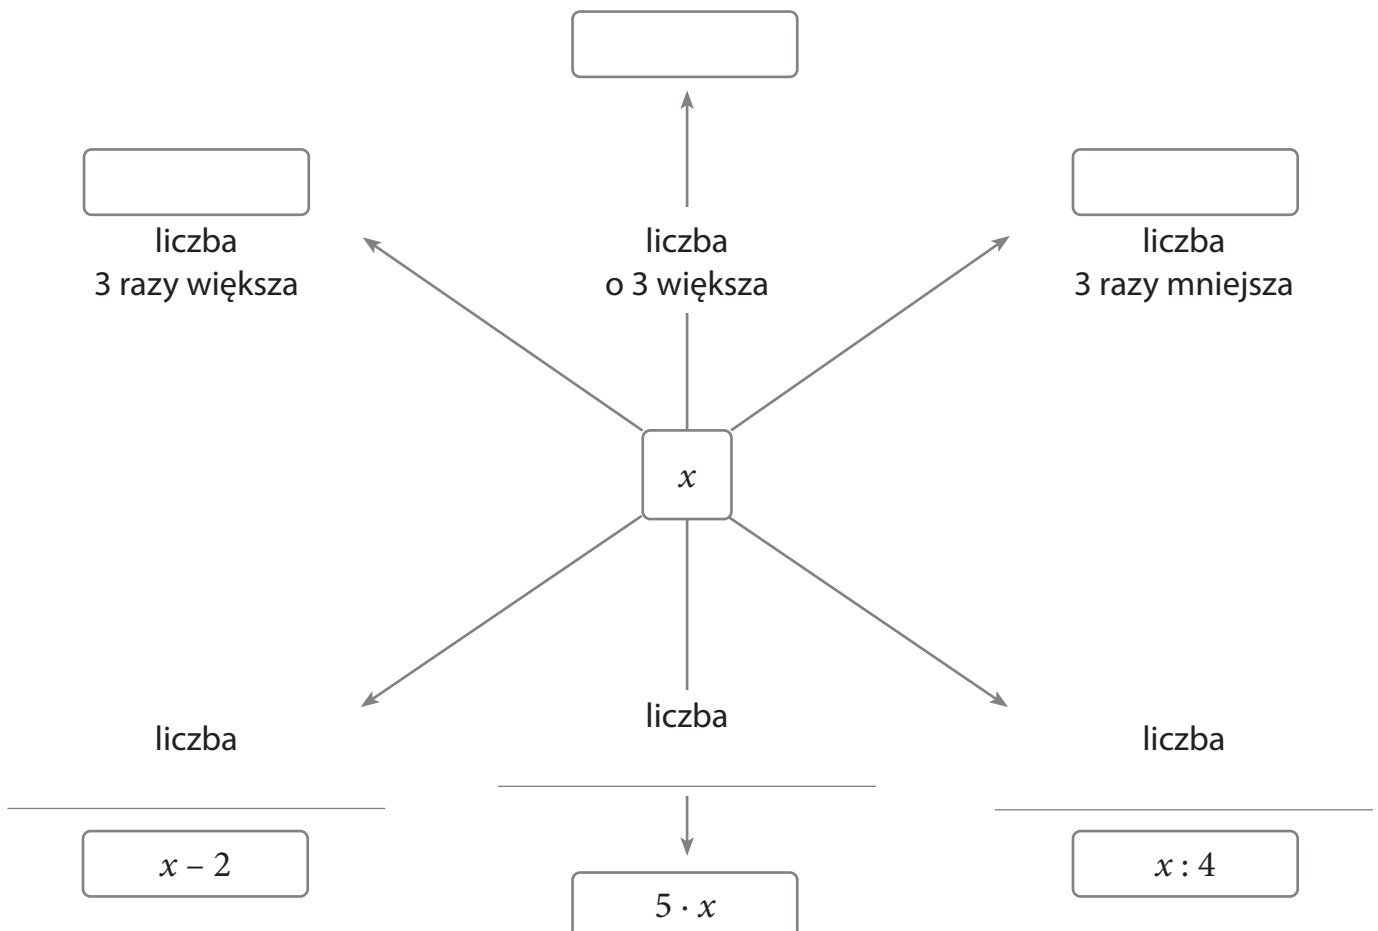 liczba
3 razy większa
liczba
o 3 większa
liczba
3 razy mniejsza
x
liczba
liczba
liczba
x – 2
5 · x
x : 4